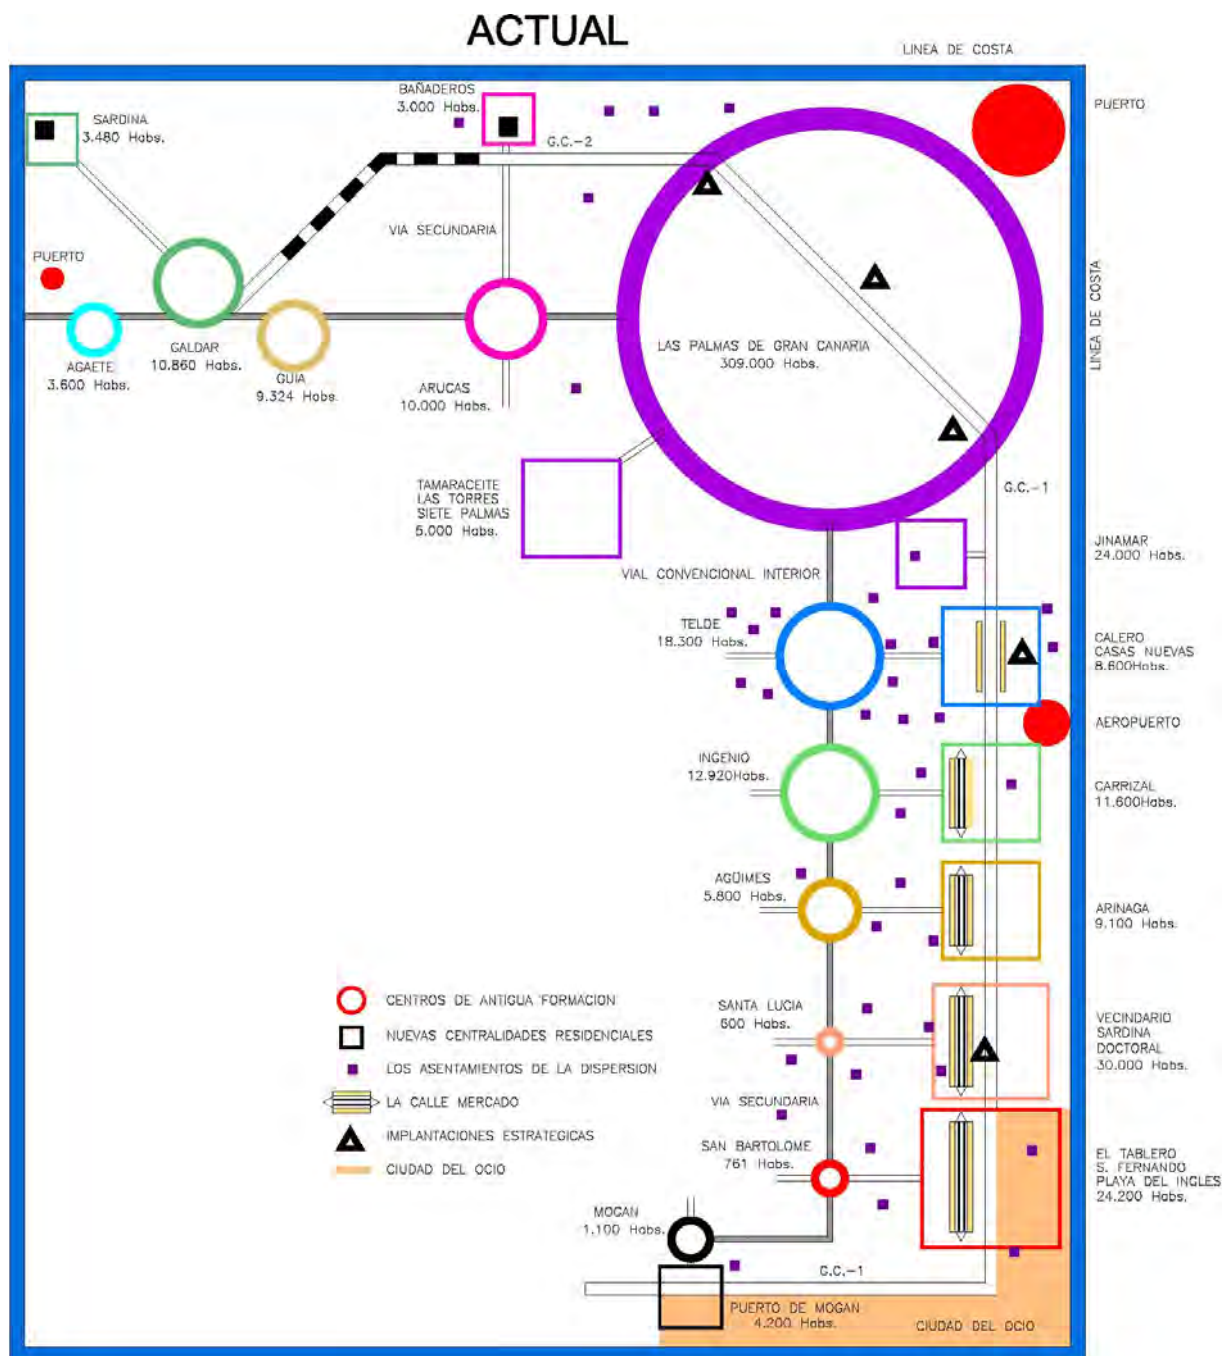 ACTUAL
LINEA DE COSTA
BAÑADEROS
3.000 Habs.
PUERTO
SARDINA
3.480 Habs.
G.C.-2
VIA SECUNDARIA
PUERTO
LINEA DE COSTA
AGAETE
3.600 Habs.
GALDAR
10.860 Habs.
GUIA
9.324 Habs.
ARUCAS
10.000 Habs.
LAS PALMAS DE GRAN CANARIA
309.000 Habs.
TAMARACEITE
LAS TORRES
SIETE PALMAS
5.000 Habs.
G.C.-1
JINAMAR
24.000 Habs.
VIAL CONVENCIONAL INTERIOR
TELDE
18.300 Habs.
CALERO
CASAS NUEVAS
8.600Habs.
AEROPUERTO
INGENIO
12.920Habs.
CARRIZAL
11.600Habs.
AGÜIMES
5.800 Habs.
ARINAGA
9.100 Habs.
CENTROS DE ANTIGUA FORMACION
NUEVAS CENTRALIDADES RESIDENCIALES
LOS ASENTAMIENTOS DE LA DISPERSION
LA CALLE MERCADO
IMPLANTACIONES ESTRATEGICAS
CIUDAD DEL OCIO
SANTA LUCIA
600 Habs.
VECINDARIO
SARDINA
DOCTORAL
30.000 Habs.
VIA SECUNDARIA
SAN BARTOLOME
761 Habs.
EL TABLERO
S. FERNANDO
PLAYA DEL INGLES
24.200 Habs.
MOGAN
1.100 Habs.
G.C.-1
PUERTO DE MOGAN
4.200 Habs.
CIUDAD DEL OCIO